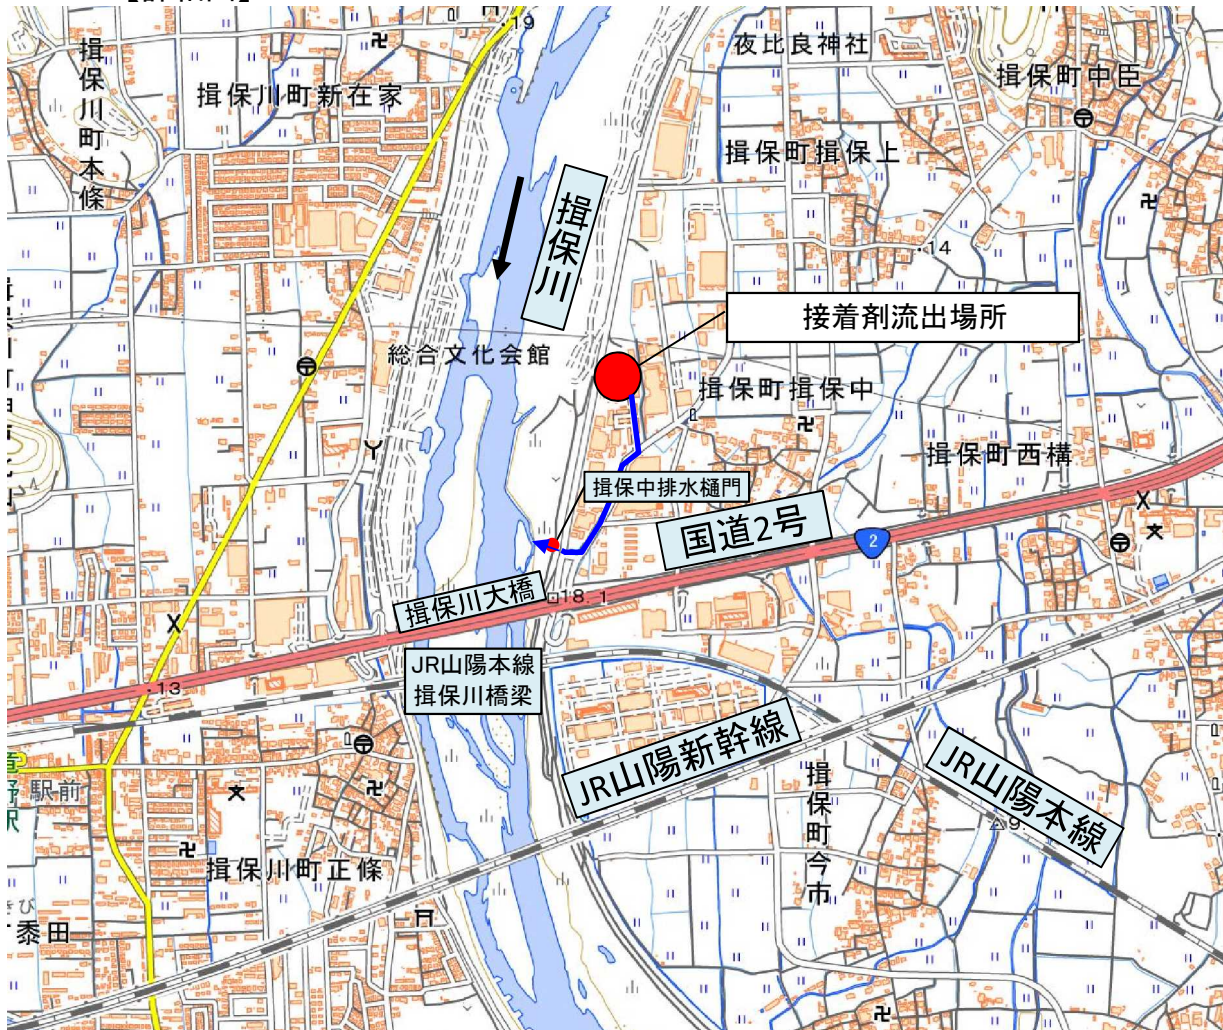 19
夜比良神社
揖保川町本條
揖保川町新在家
揖保町中臣
揖保町揖保上
揖保川
14
接着剤流出場所
総合文化会館
揖保町揖保中
揖保町西構
揖保中排水樋門
国道2号
2
揖保川大橋
18.1
JR山陽本線
揖保川橋梁
13
JR山陽新幹線
JR山陽本線
竜野駅
駅前
揖保町今市
9.
揖保川町正條
きび
黍田